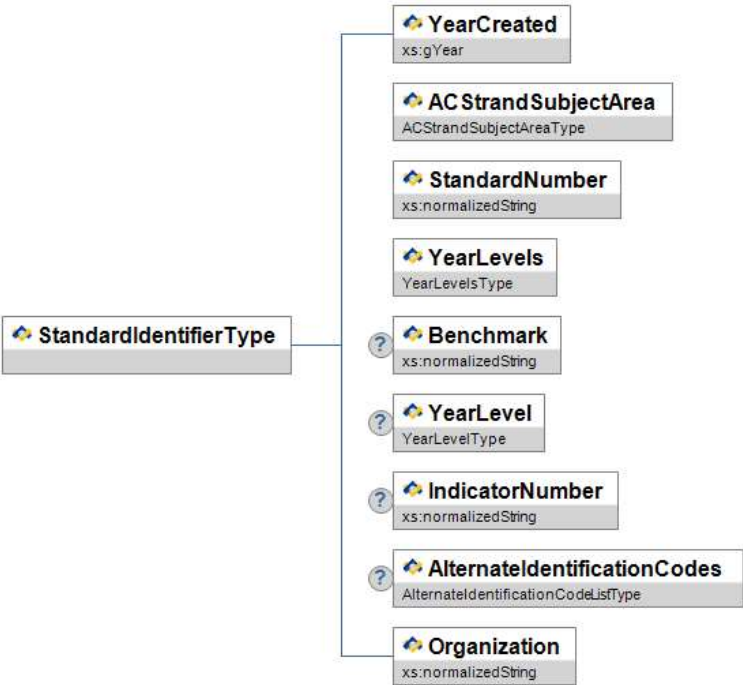 YearCreated
xs:gYear
ACStrandSubjectArea
ACStrandSubjectAreaType
StandardNumber
xs:normalizedString
YearLevels
YearLevelsType
StandardIdentifierType
?
Benchmark
xs:normalizedString
?
YearLevel
YearLevelType
?
IndicatorNumber
xs:normalizedString
?
AlternateIdentificationCodes
AlternateIdentificationCodeListType
Organization
xs:normalizedString